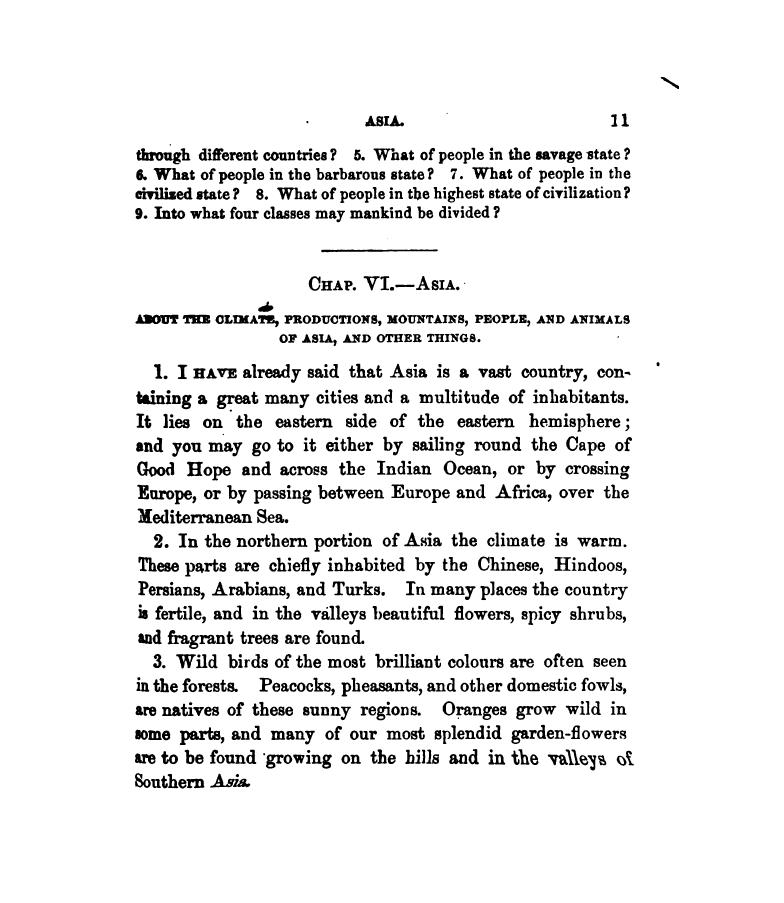 ASIA. 11
through different countries? 5. What of people in the savage state?
6. What of people in the barbarous state? 7. What of people in the
civilized state? 8. What of people in the highest state of civilization?
9. Into what four classes may mankind be divided?
CHAP. VI.—ASIA.
ABOUT THE CLIMATE, PRODUCTIONS, MOUNTAINS, PEOPLE, AND ANIMALS
OF ASIA, AND OTHER THINGS.
1. I HAVE already said that Asia is a vast country, con-
taining a great many cities and a multitude of inhabitants.
It lies on the eastern side of the eastern hemisphere;
and you may go to it either by sailing round the Cape of
Good Hope and across the Indian Ocean, or by crossing
Europe, or by passing between Europe and Africa, over the
Mediterranean Sea.
2. In the northern portion of Asia the climate is warm.
These parts are chiefly inhabited by the Chinese, Hindoos,
Persians, Arabians, and Turks. In many places the country
is fertile, and in the valleys beautiful flowers, spicy shrubs,
and fragrant trees are found.
3. Wild birds of the most brilliant colours are often seen
in the forests. Peacocks, pheasants, and other domestic fowls,
are natives of these sunny regions. Oranges grow wild in
some parts, and many of our most splendid garden-flowers
are to be found growing on the hills and in the valleys of
Southern Asia.